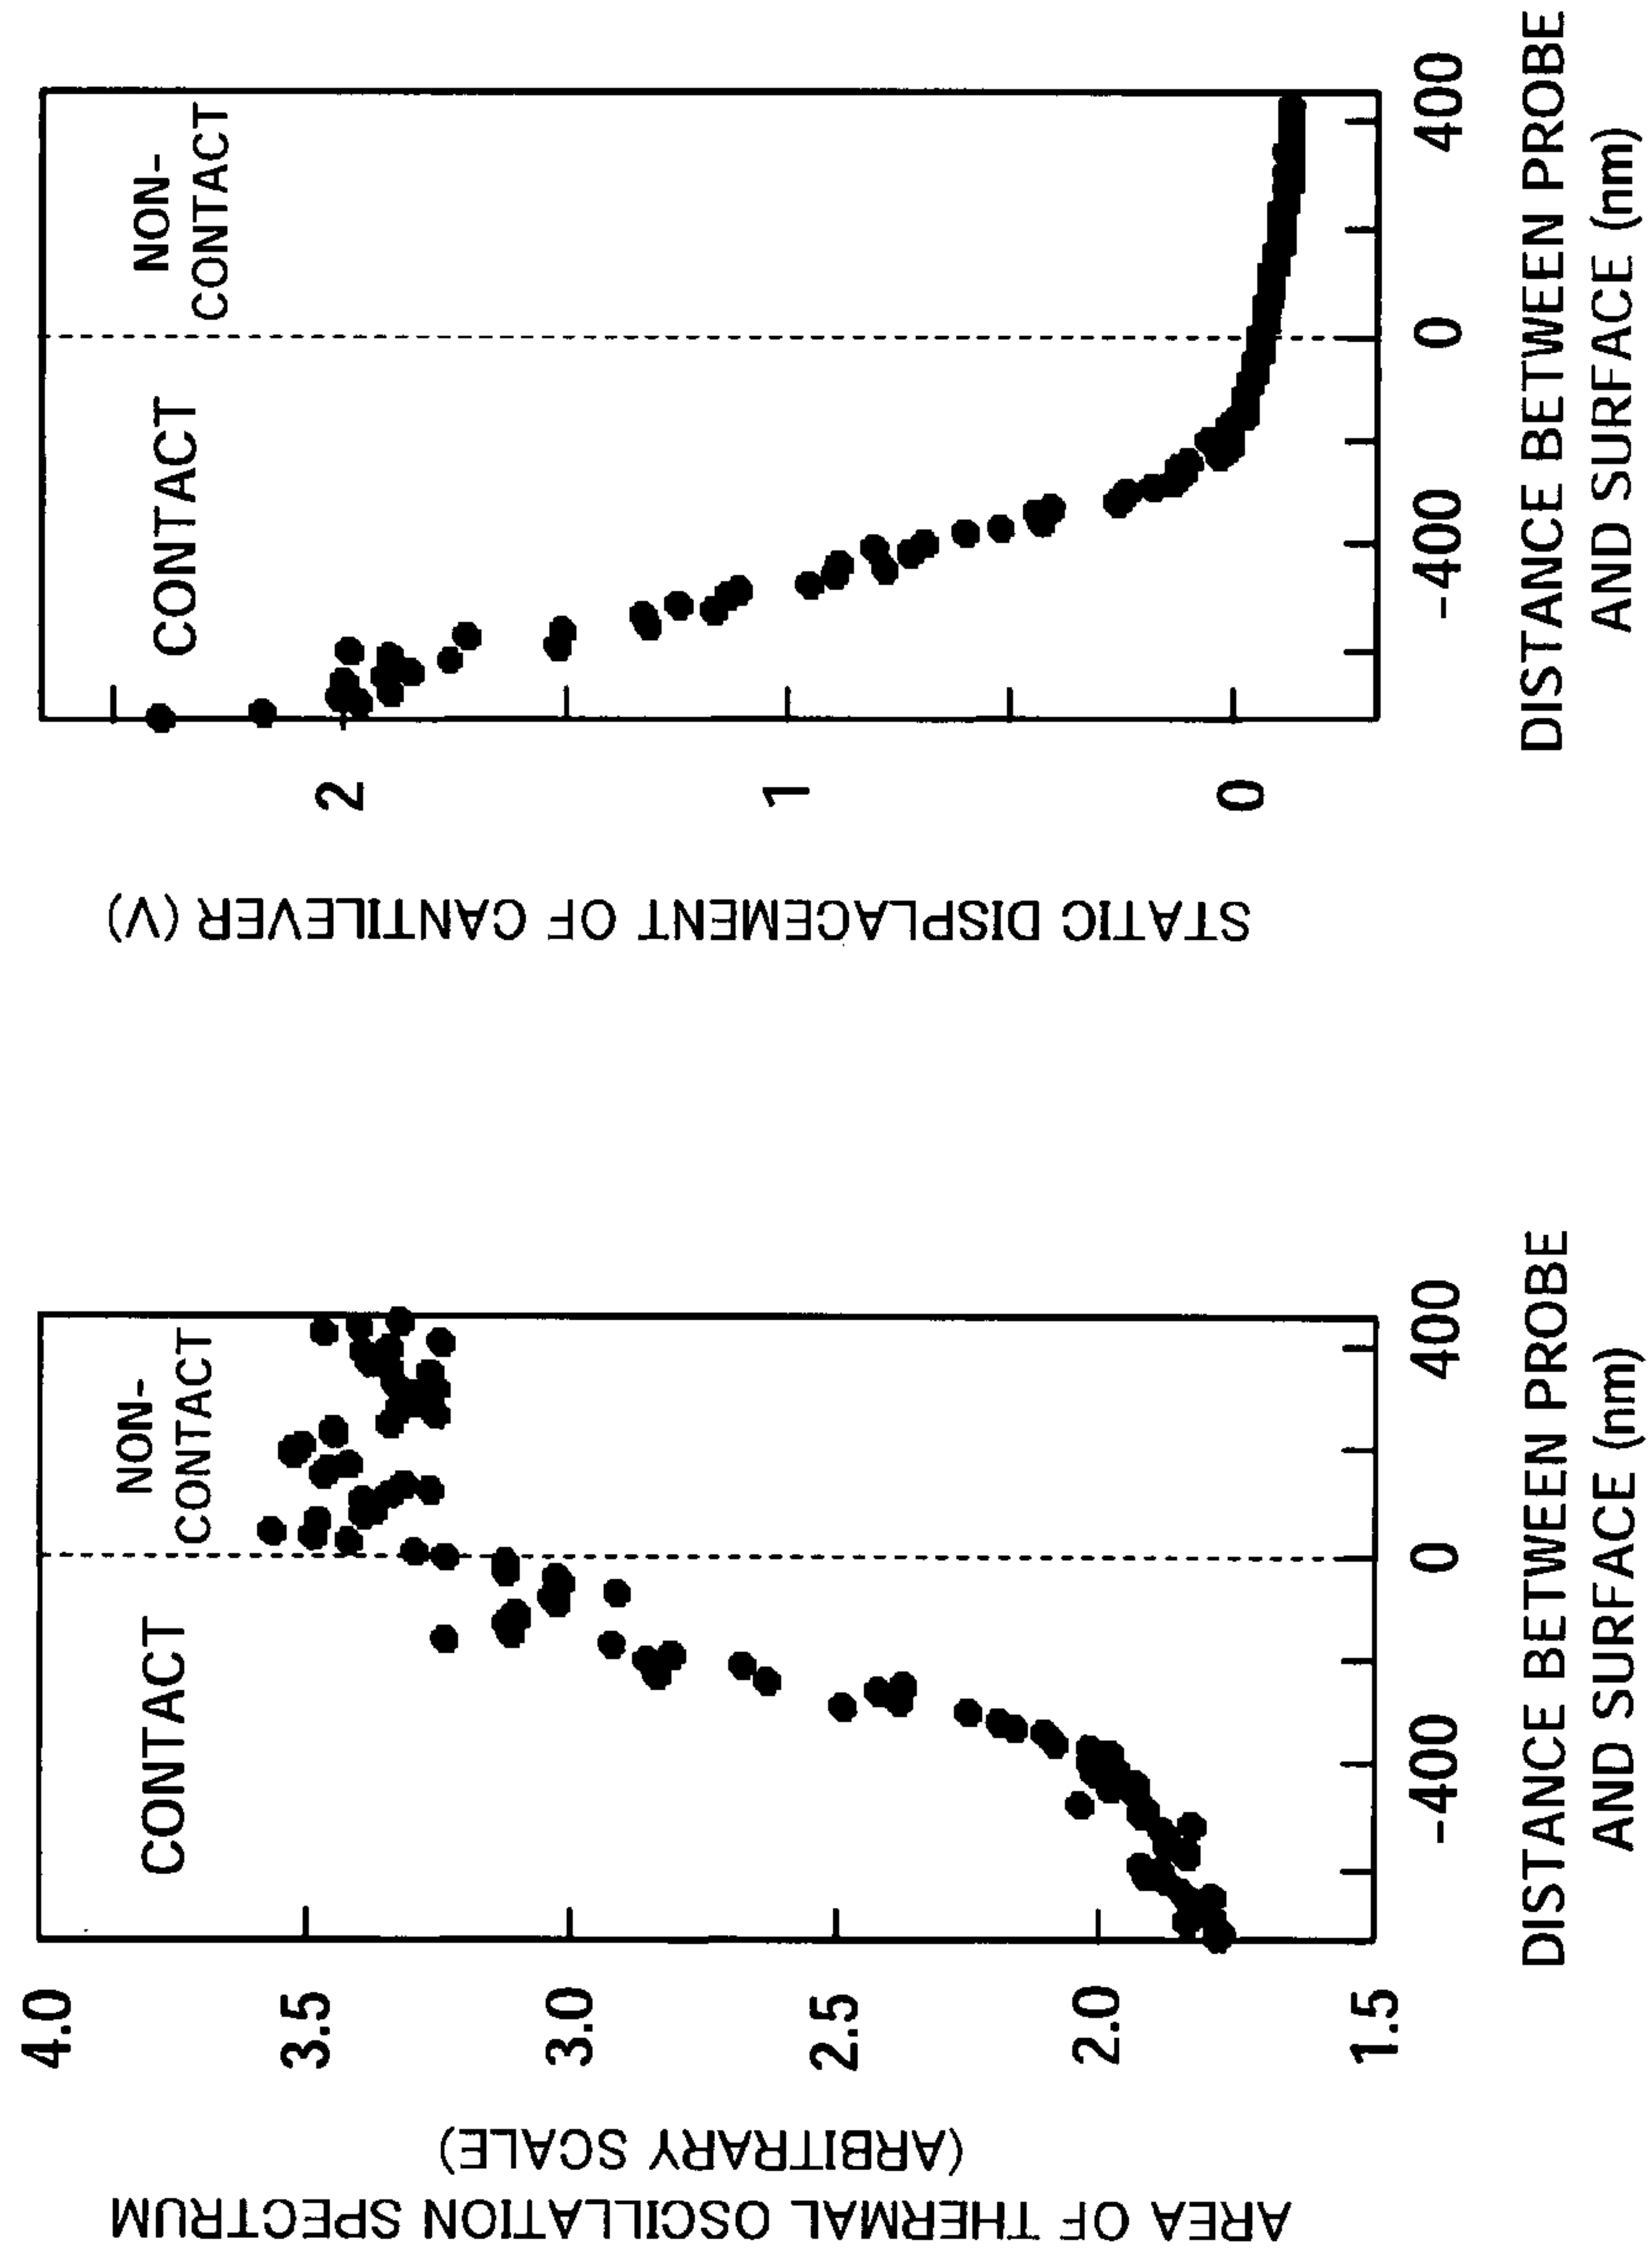 AREA OF THERMAL OSCILLATION SPECTRUM
(ARBITRARY SCALE)
4.0
3.5
3.0
2.5
2.0
1.5
CONTACT
NON-
CONTACT
-400
0
400
DISTANCE BETWEEN PROBE
AND SURFACE (nm)
STATIC DISPLACEMENT OF CANTILEVER (V)
2
1
0
CONTACT
NON-
CONTACT
-400
0
400
DISTANCE BETWEEN PROBE
AND SURFACE (nm)